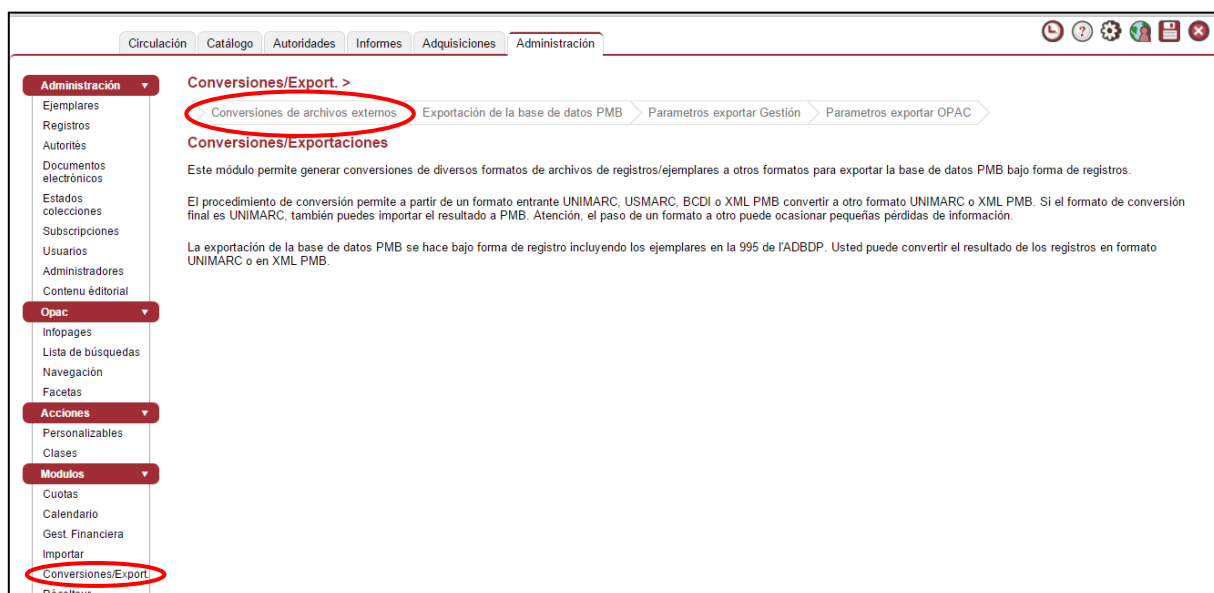 Circulación Catálogo Autoridades Informes Adquisiciones Administración
Administración
Ejemplares
Registros
Autoritès
Documentos
electrónicos
Estados
colecciones
Subscripciones
Usuarios
Administradores
Contenu éditorial
Opac
Infopages
Lista de búsquedas
Navegación
Facetas
Acciones
Personalizables
Clases
Modulos
Cuotas
Calendario
Gest. Financiera
Importar
Conversiones/Export.
Conversiones/Export. >
Conversiones de archivos externos Exportación de la base de datos PMB Parametros exportar Gestión Parametros exportar OPAC
Conversiones/Exportaciones
Este módulo permite generar conversiones de diversos formatos de archivos de registros/ejemplares a otros formatos para exportar la base de datos PMB bajo forma de registros.
El procedimiento de conversión permite a partir de un formato entrante UNIMARC, USMARC, BCDI o XML PMB convertir a otro formato UNIMARC o XML PMB. Si el formato de conversión
final es UNIMARC, también puedes importar el resultado a PMB. Atención, el paso de un formato a otro puede ocasionar pequeñas pérdidas de información.
La exportación de la base de datos PMB se hace bajo forma de registro incluyendo los ejemplares en la 995 de l'ADBDP. Usted puede convertir el resultado de los registros en formato
UNIMARC o en XML PMB.